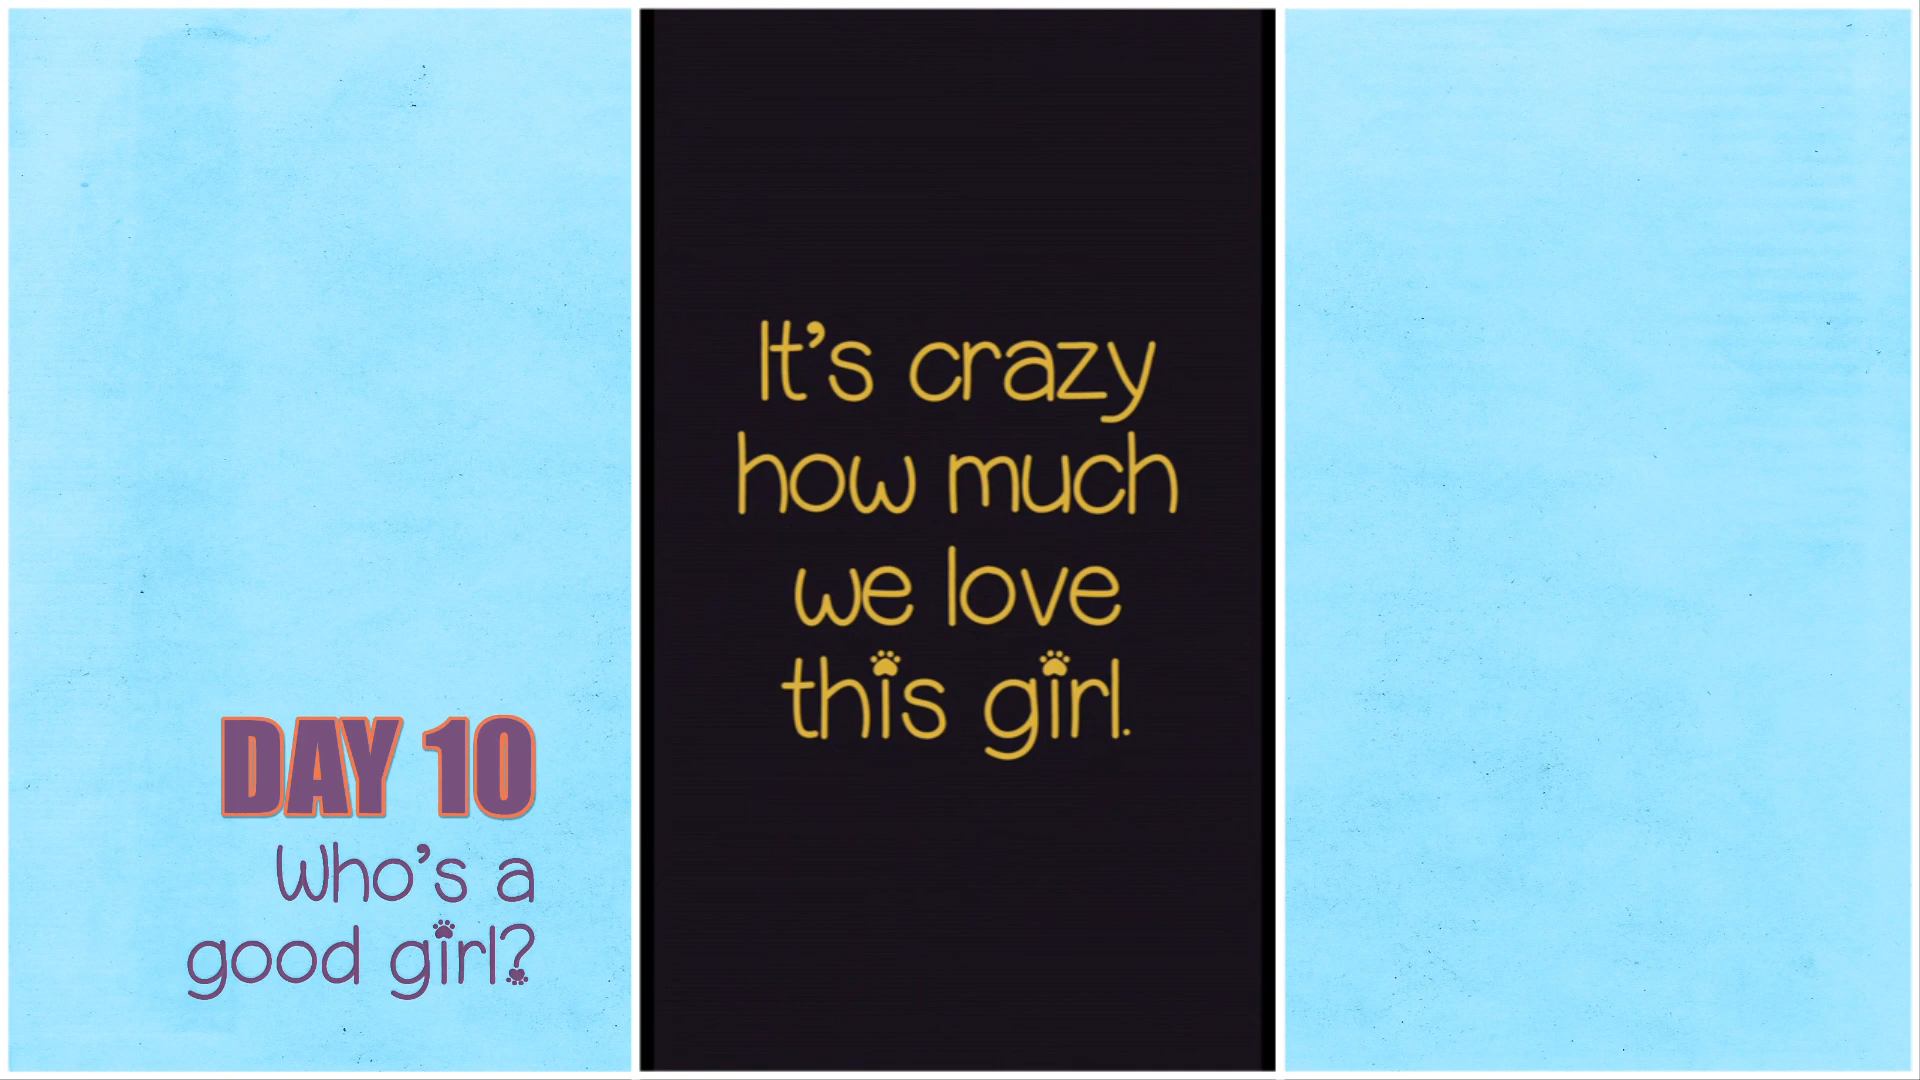 DAY 10
Who's a
good girl?
It's crazy
how much
we love
this girl.